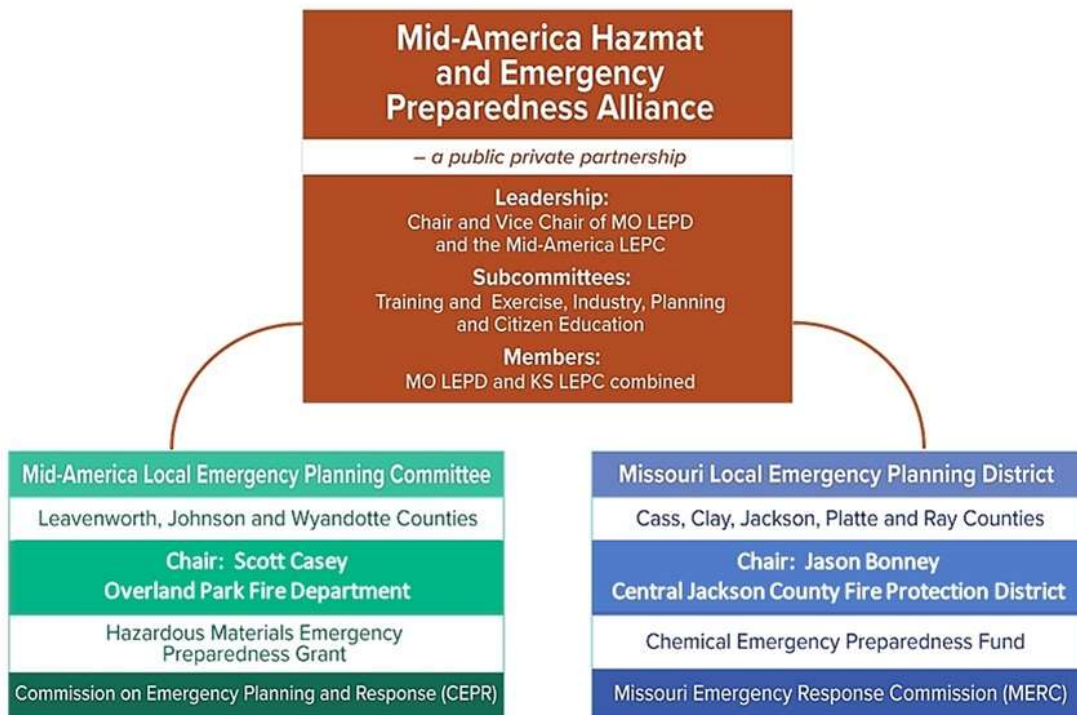 Mid-America Hazmat
and Emergency
Preparedness Alliance
– a public private partnership
Leadership:
Chair and Vice Chair of MO LEPD
and the Mid-America LEPC
Subcommittees:
Training and Exercise, Industry, Planning
and Citizen Education
Members:
MO LEPD and KS LEPC combined
Mid-America Local Emergency Planning Committee
Leavenworth, Johnson and Wyandotte Counties
Chair: Scott Casey
Overland Park Fire Department
Hazardous Materials Emergency
Preparedness Grant
Commission on Emergency Planning and Response (CEPR)
Missouri Local Emergency Planning District
Cass, Clay, Jackson, Platte and Ray Counties
Chair: Jason Bonney
Central Jackson County Fire Protection District
Chemical Emergency Preparedness Fund
Missouri Emergency Response Commission (MERC)